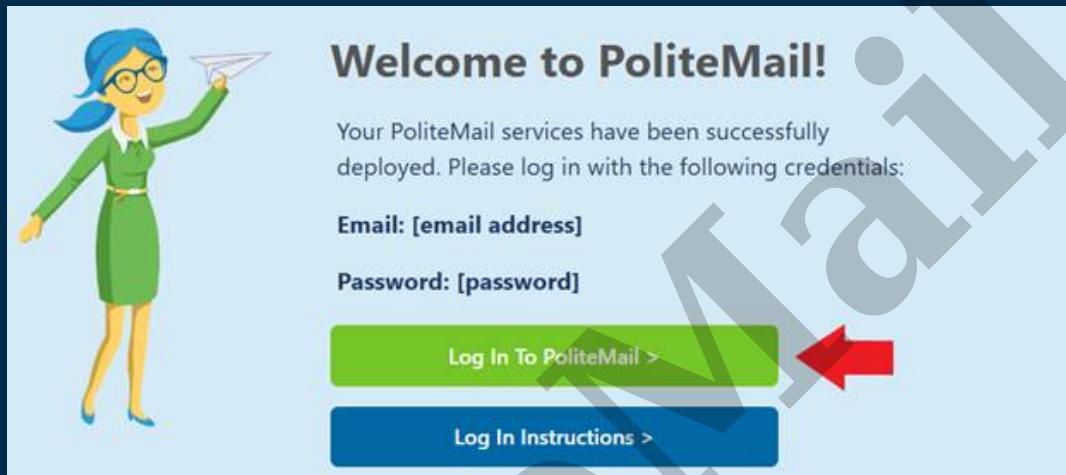 Welcome to PoliteMail!
Your PoliteMail services have been successfully
deployed. Please log in with the following credentials:
Email: [email address]
Password: [password]
Log In To PoliteMail >
Log In Instructions >
Mail